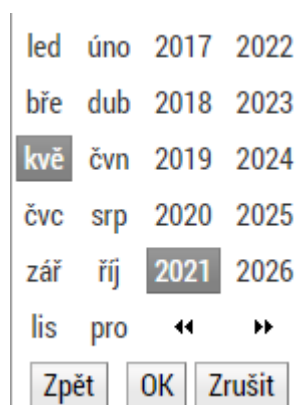 led úno 2017 2022
bře dub 2018 2023
kvě čvn 2019 2024
čvc srp 2020 2025
zář říj 2021 2026
lis pro
Zpět OK Zrušit